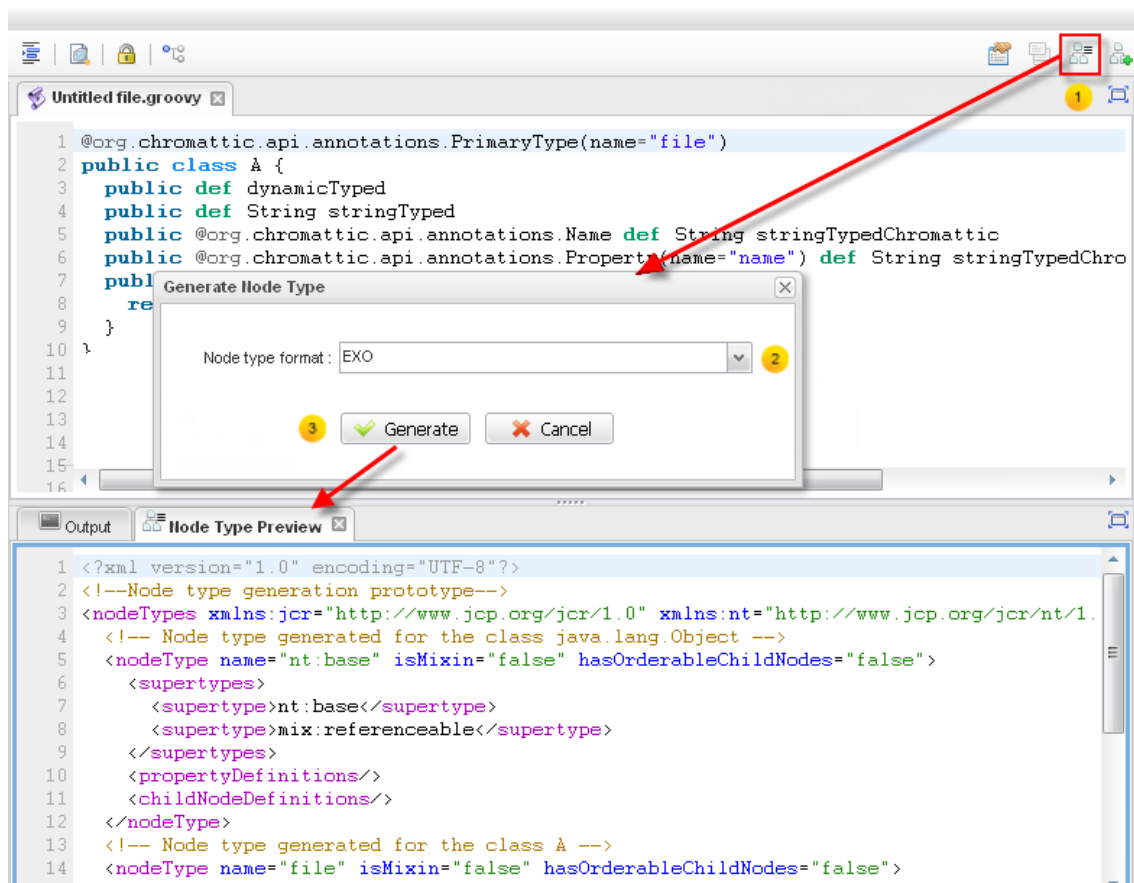 Untitled file.groovy
1
1 @org.chromattic.api.annotations.PrimaryType(name="file")
2 public class A {
3 public def dynamicTyped
4 public def String stringTyped
5 public @org.chromattic.api.annotations.Name def String stringTypedChromattic
6 public @org.chromattic.api.annotations.Property(name="name") def String stringTypedChro
7 publ
8 re
9 }
10 }
11
12
13
14
15
16
Generate Node Type
Node type format : EXO
2
3 Generate Cancel
Output Node Type Preview
1 <?xml version="1.0" encoding="UTF-8"?>
2 <!--Node type generation prototype-->
3 <nodeTypes xmlns:jcr="http://www.jcp.org/jcr/1.0" xmlns:nt="http://www.jcp.org/jcr/nt/1.
4 <!-- Node type generated for the class java.lang.Object -->
5 <nodeType name="nt:base" isMixin="false" hasOrderableChildNodes="false">
6 <supertypes>
7 <supertype>nt:base</supertype>
8 <supertype>mix:referenceable</supertype>
9 </supertypes>
10 <propertyDefinitions/>
11 <childNodeDefinitions/>
12 </nodeType>
13 <!-- Node type generated for the class A -->
14 <nodeType name="file" isMixin="false" hasOrderableChildNodes="false">